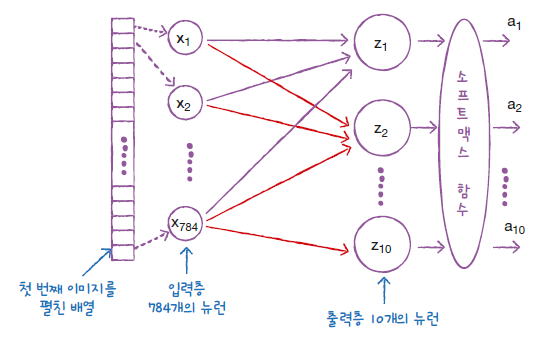 x1
x2
x784
z1
z2
z10
소프트맥스 함수
a1
a2
a10
첫 번째 이미지를
펼친 배열
입력층
784개의 뉴런
출력층 10개의 뉴런